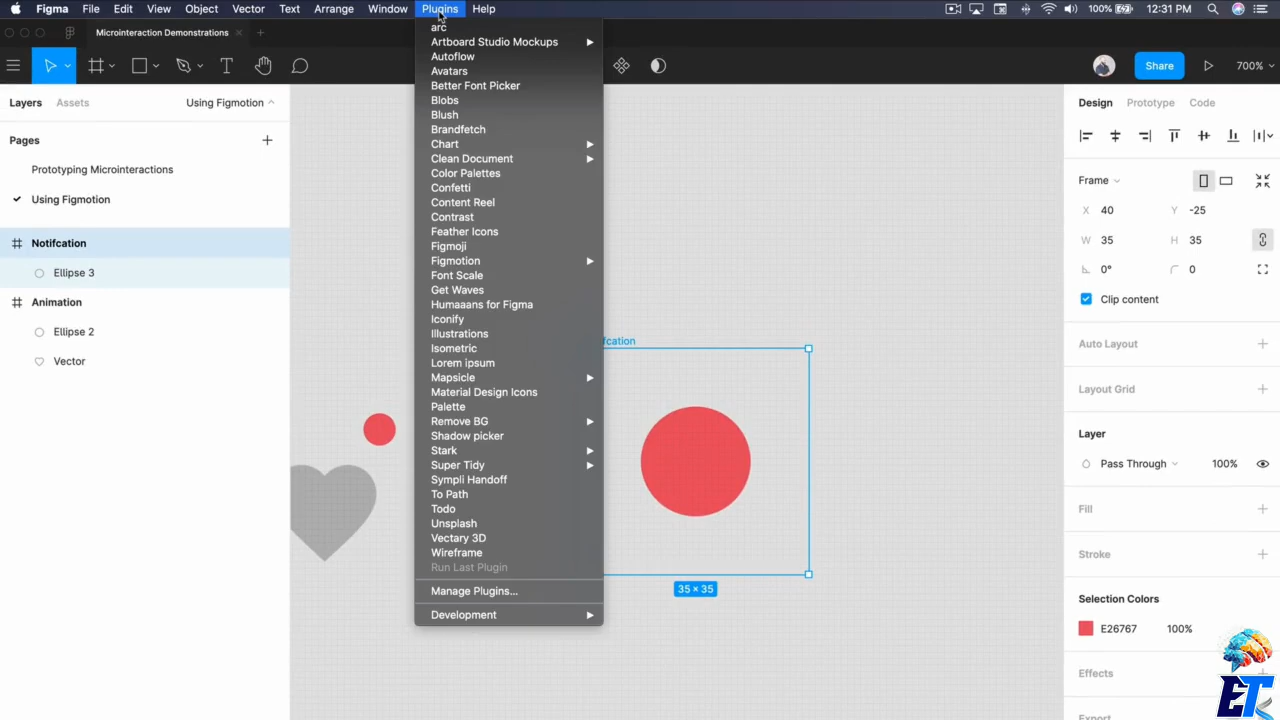 Figma File Edit View Object Vector Text Arrange Window Plugins Help 100% 12:31 PM
Microinteraction Demonstrations
Share 700%
Layers Assets Using Figmotion
Pages
Prototyping Microinteractions
Using Figmotion
Notifcation
Ellipse 3
Animation
Ellipse 2
Vector
arc
Artboard Studio Mockups
Autoflow
Avatars
Better Font Picker
Blobs
Blush
Brandfetch
Chart
Clean Document
Color Palettes
Confetti
Content Reel
Contrast
Feather Icons
Figmoji
Figmotion
Font Scale
Get Waves
Humaaans for Figma
Iconify
Illustrations
Isometric
Lorem ipsum
Mapsicle
Material Design Icons
Palette
Remove BG
Shadow picker
Stark
Super Tidy
Sympli Handoff
To Path
Todo
Unsplash
Vectary 3D
Wireframe
Run Last Plugin
Manage Plugins...
Development
fcation
35 × 35
Design Prototype Code
Frame
X 40 Y -25
W 35 H 35
0° 0
Clip content
Auto Layout
Layout Grid
Layer
Pass Through 100%
Fill
Stroke
Selection Colors
E26767 100%
Effects
Export
ET